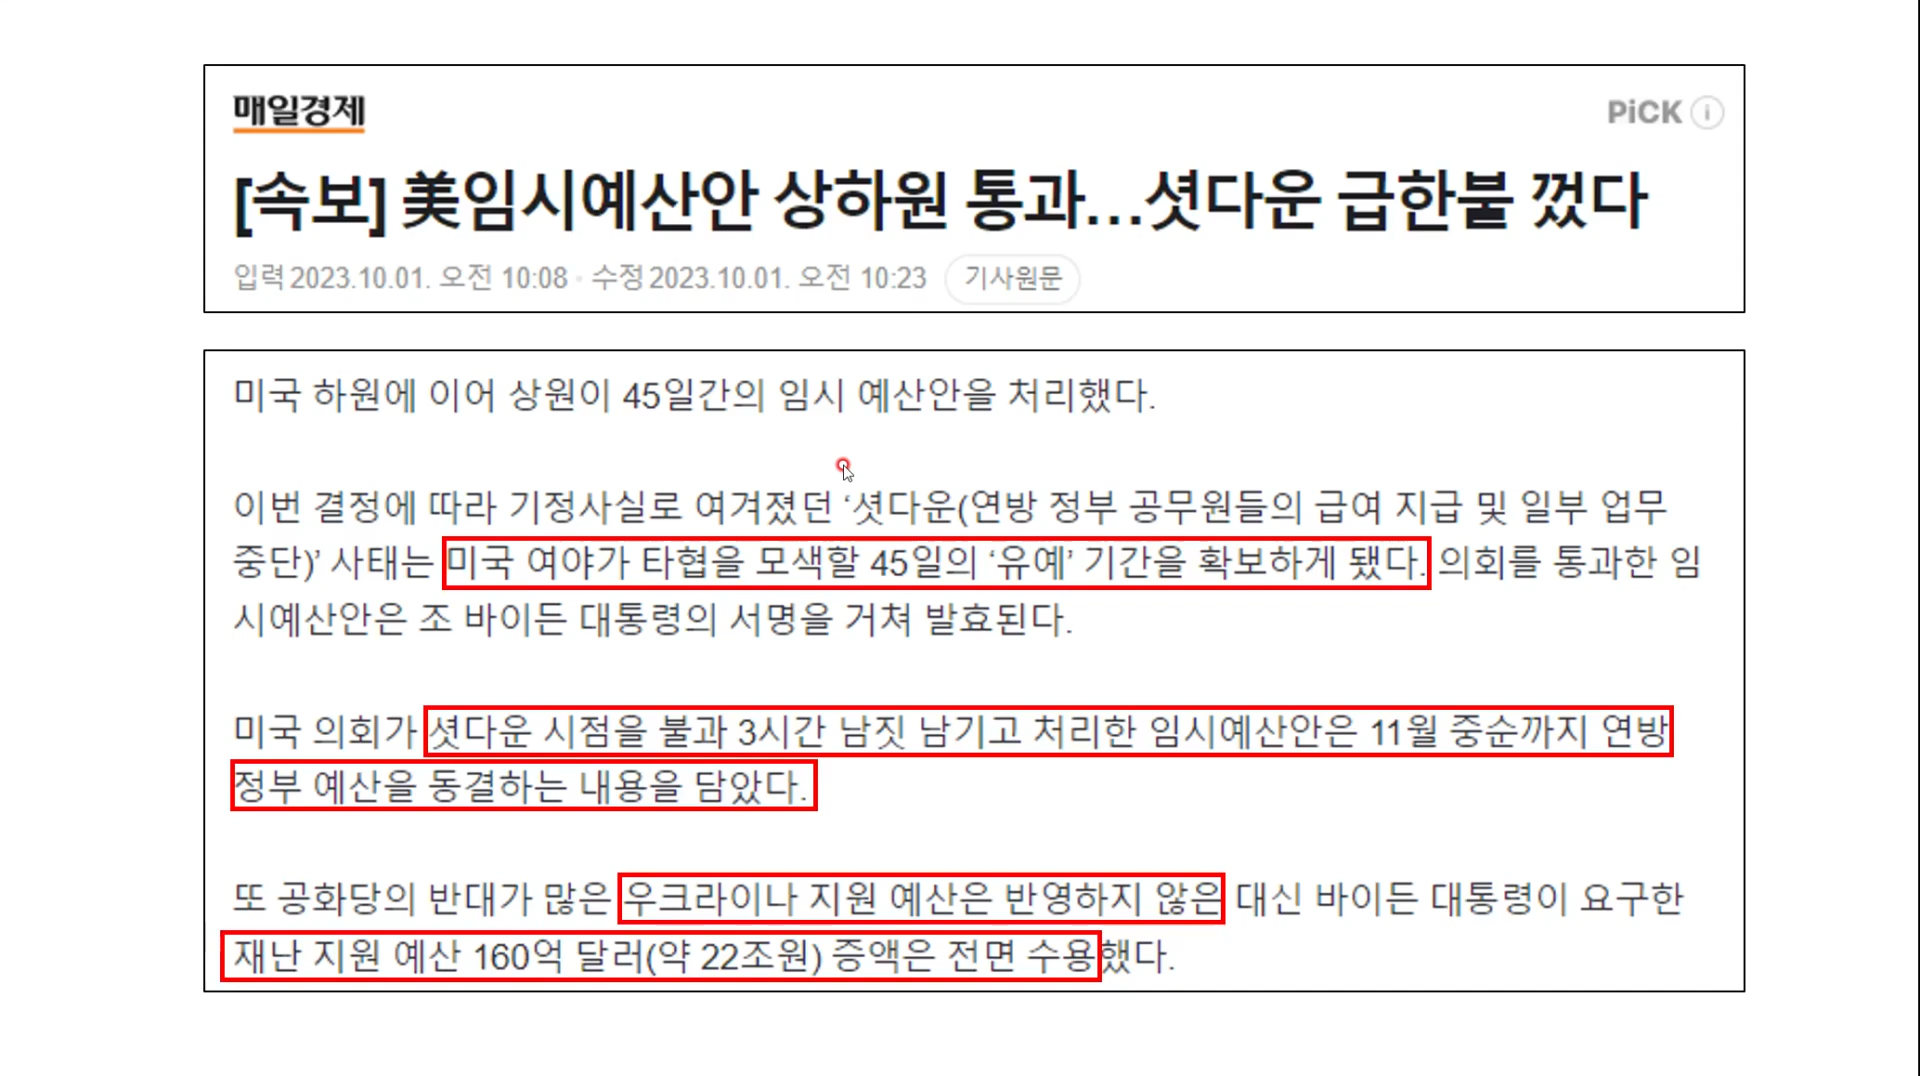 매일경제
PiCK
[속보] 美임시예산안 상하원 통과…셧다운 급한불 껐다
입력 2023.10.01. 오전 10:08 · 수정 2023.10.01. 오전 10:23 기사원문
미국 하원에 이어 상원이 45일간의 임시 예산안을 처리했다.
이번 결정에 따라 기정사실로 여겨졌던 ‘셧다운(연방 정부 공무원들의 급여 지급 및 일부 업무
중단)’ 사태는 미국 여야가 타협을 모색할 45일의 ‘유예’ 기간을 확보하게 됐다. 의회를 통과한 임
시예산안은 조 바이든 대통령의 서명을 거쳐 발효된다.
미국 의회가 셧다운 시점을 불과 3시간 남짓 남기고 처리한 임시예산안은 11월 중순까지 연방
정부 예산을 동결하는 내용을 담았다.
또 공화당의 반대가 많은 우크라이나 지원 예산은 반영하지 않은 대신 바이든 대통령이 요구한
재난 지원 예산 160억 달러(약 22조원) 증액은 전면 수용했다.